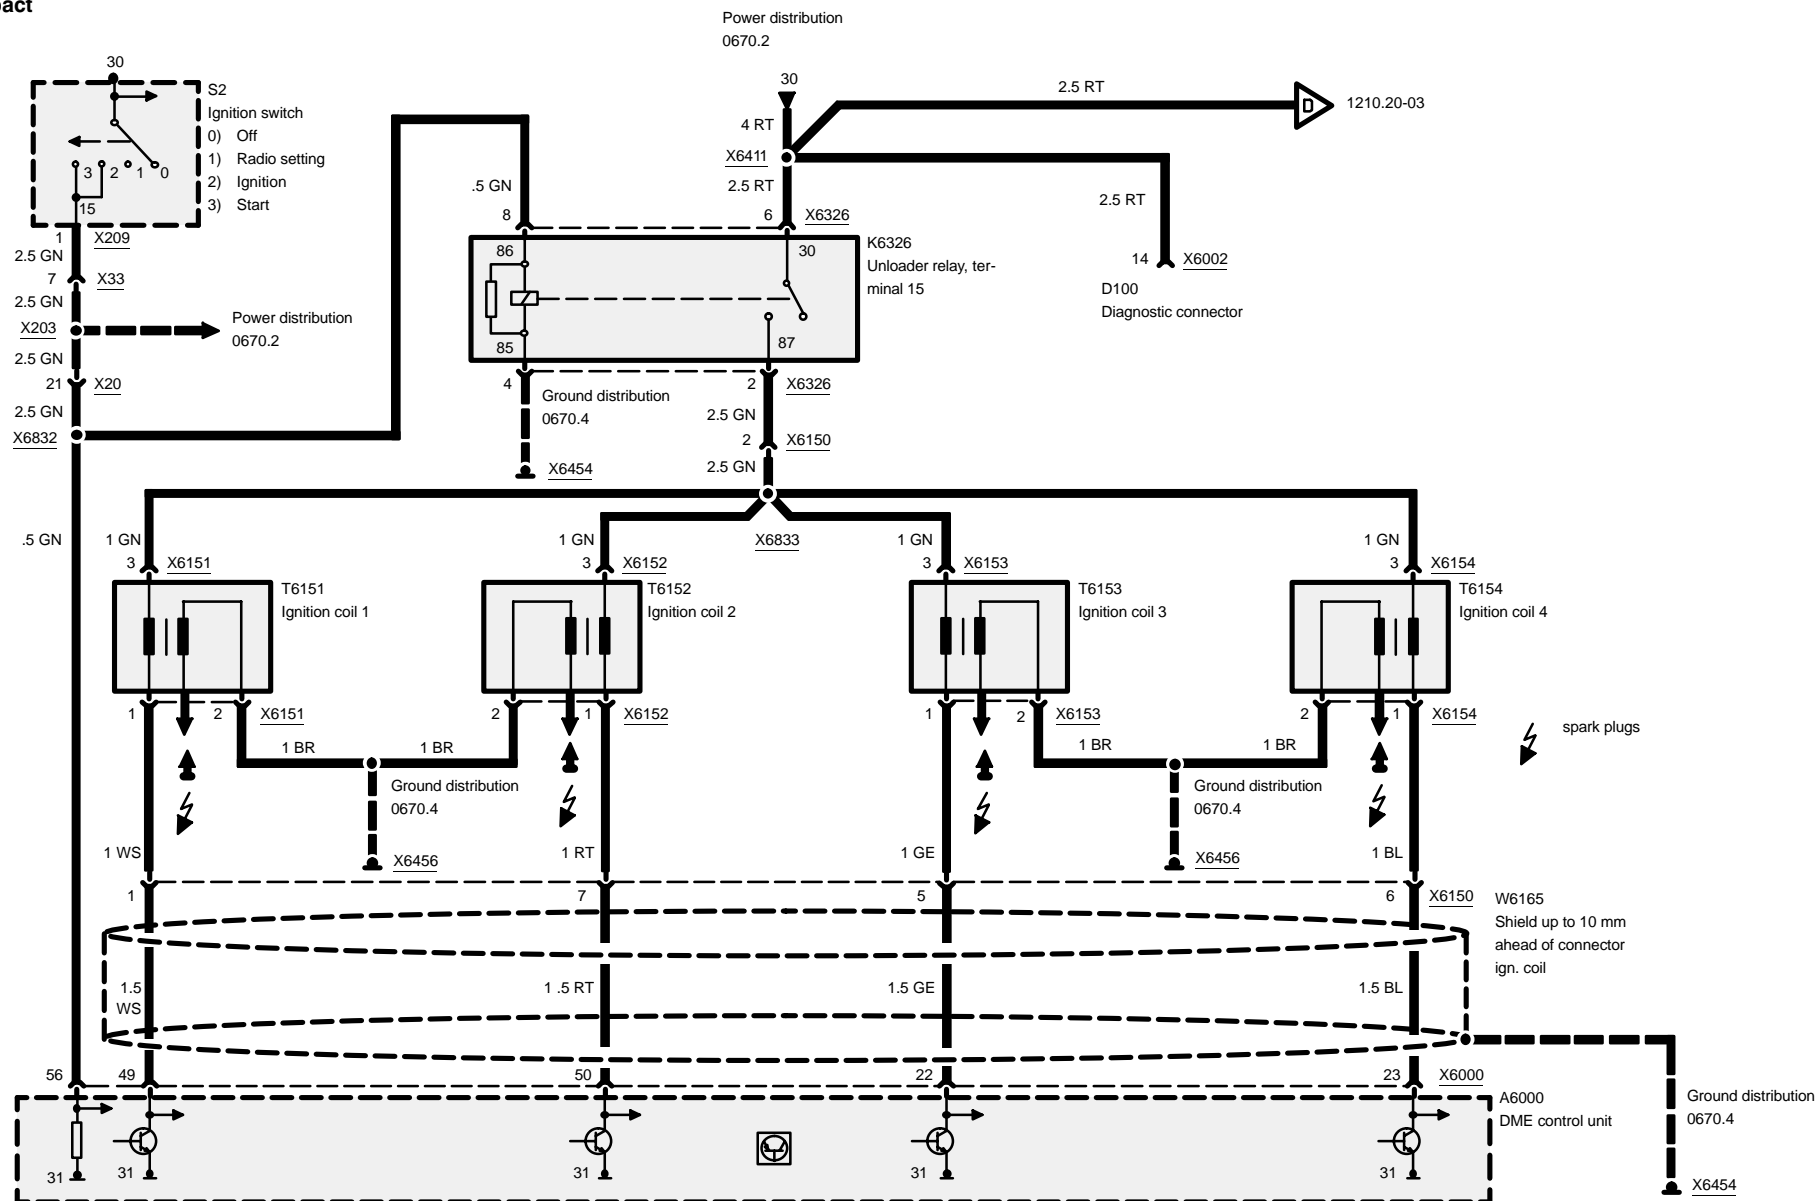 pact
Power distribution
0670.2
30
S2
Ignition switch
0) Off
1) Radio setting
2) Ignition
3) Start
3 2 1 0
15
1 X209
2.5 GN
7 X33
2.5 GN
X203
Power distribution
0670.2
2.5 GN
21 X20
2.5 GN
X6832
.5 GN
30
4 RT
2.5 RT
D
1210.20-03
X6411
2.5 RT
.5 GN
8
6 X6326
2.5 RT
14 X6002
D100
Diagnostic connector
86
30
K6326
Unloader relay, ter-
minal 15
85
87
4
2 X6326
Ground distribution
0670.4
X6454
2.5 GN
2 X6150
2.5 GN
X6833
1 GN
3 X6151
T6151
Ignition coil 1
1 GN
3 X6152
T6152
Ignition coil 2
1 GN
3 X6153
T6153
Ignition coil 3
1 GN
3 X6154
T6154
Ignition coil 4
1 2 X6151
2 1 X6152
1 2 X6153
2 1 X6154
spark plugs
1 BR
1 BR
1 BR
1 BR
Ground distribution
0670.4
Ground distribution
0670.4
1 WS
X6456
1 RT
1 GE
X6456
1 BL
1
7
5
6 X6150
W6165
Shield up to 10 mm
ahead of connector
ign. coil
1.5
WS
1 .5 RT
1.5 GE
1.5 BL
56
49
50
22
23 X6000
A6000
DME control unit
Ground distribution
0670.4
31
31
31
31
31
X6454